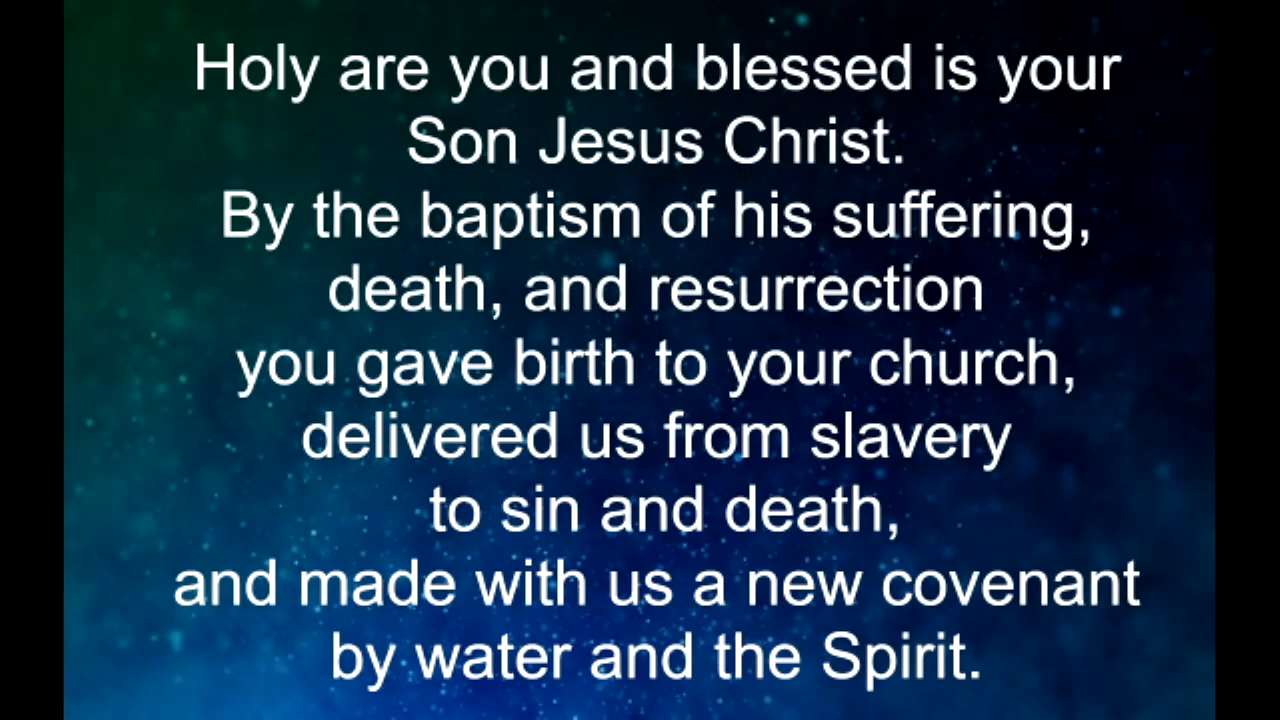 Holy are you and blessed is your
Son Jesus Christ.
By the baptism of his suffering,
death, and resurrection
you gave birth to your church,
delivered us from slavery
to sin and death,
and made with us a new covenant
by water and the Spirit.